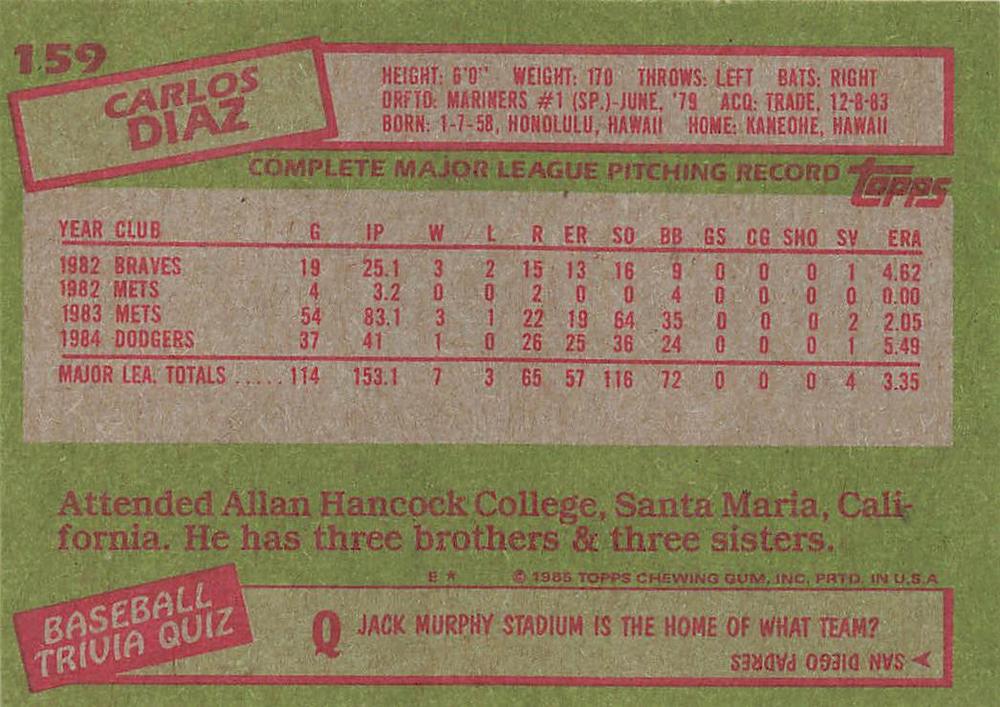 159
CARLOS
DIAZ
HEIGHT: 6'0" WEIGHT: 170 THROWS: LEFT BATS: RIGHT
DRFTD: MARINERS #1 (SP.)-JUNE, '79 ACQ: TRADE, 12-8-83
BORN: 1-7-58, HONOLULU, HAWAII HOME: KANEOHE, HAWAII
COMPLETE MAJOR LEAGUE PITCHING RECORD
Topps
YEAR CLUB G IP W L R ER SO BB GS CG SHO SV ERA
1982 BRAVES 19 25.1 3 2 15 13 16 9 0 0 0 1 4.62
1982 METS 4 3.2 0 0 2 0 0 4 0 0 0 0 0.00
1983 METS 54 83.1 3 1 22 19 64 35 0 0 0 2 2.05
1984 DODGERS 37 41 1 0 26 25 36 24 0 0 0 1 5.49
MAJOR LEA. TOTALS ..... 114 153.1 7 3 65 57 116 72 0 0 0 4 3.35
Attended Allan Hancock College, Santa Maria, Cali-
fornia. He has three brothers & three sisters.
E * © 1985 TOPPS CHEWING GUM, INC. PRTD. IN U.S.A
BASEBALL
TRIVIA QUIZ
Q JACK MURPHY STADIUM IS THE HOME OF WHAT TEAM?
SAN DIEGO PADRES